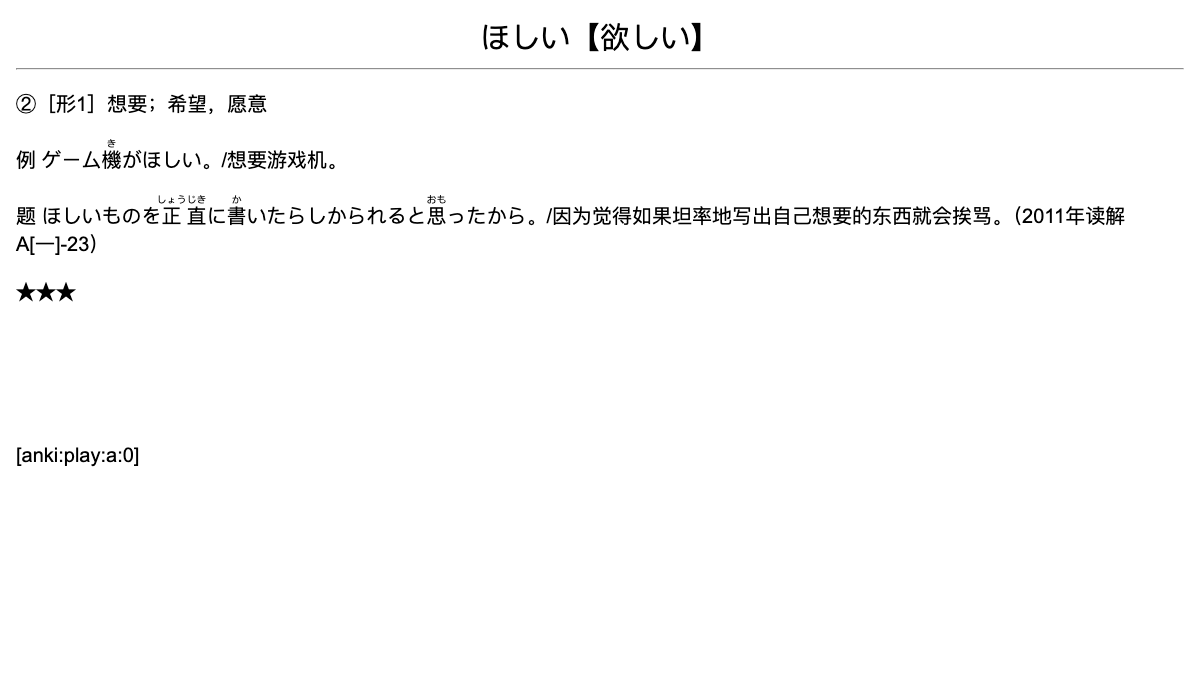 ほしい【欲しい】
②［形1］想要；希望，愿意
例 ゲーム機がほしい。/想要游戏机。
き
题 ほしいものを正直に書いたらしかられると思ったから。/因为觉得如果坦率地写出自己想要的东西就会挨骂。（2011年读解
しょうじき か おもも
A[一]-23）
★★★
[anki:play:a:0]